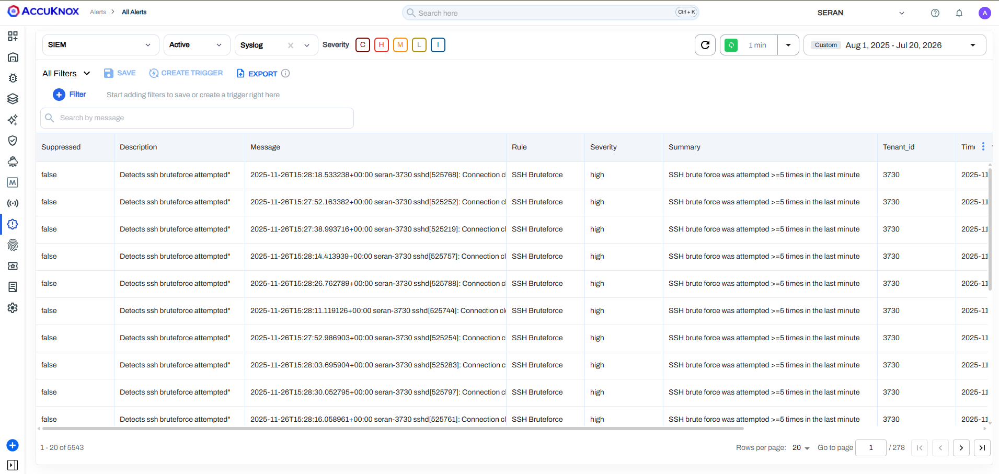 ACCUKNOX Alerts > All Alerts Search here Ctrl + K SERAN A
SIEM Active Syslog Severity C H M L I 1 min Custom Aug 1, 2025 - Jul 20, 2026
All Filters SAVE CREATE TRIGGER EXPORT
Filter Start adding filters to save or create a trigger right here
Search by message
Suppressed Description Message Rule Severity Summary Tenant_id Time
false Detects ssh bruteforce attempted" 2025-11-26T15:28:18.533238+00:00 seran-3730 sshd[525768]: Connection cl SSH Bruteforce high SSH brute force was attempted >=5 times in the last minute 3730 2025-11
false Detects ssh bruteforce attempted" 2025-11-26T15:27:52.163382+00:00 seran-3730 sshd[525252]: Connection cl SSH Bruteforce high SSH brute force was attempted >=5 times in the last minute 3730 2025-11
false Detects ssh bruteforce attempted" 2025-11-26T15:27:38.993716+00:00 seran-3730 sshd[525219]: Connection cl SSH Bruteforce high SSH brute force was attempted >=5 times in the last minute 3730 2025-11
false Detects ssh bruteforce attempted" 2025-11-26T15:28:14.413939+00:00 seran-3730 sshd[525757]: Connection cl SSH Bruteforce high SSH brute force was attempted >=5 times in the last minute 3730 2025-11
false Detects ssh bruteforce attempted" 2025-11-26T15:28:26.762789+00:00 seran-3730 sshd[525788]: Connection cl SSH Bruteforce high SSH brute force was attempted >=5 times in the last minute 3730 2025-11
false Detects ssh bruteforce attempted" 2025-11-26T15:28:11.119126+00:00 seran-3730 sshd[525744]: Connection clo SSH Bruteforce high SSH brute force was attempted >=5 times in the last minute 3730 2025-11
false Detects ssh bruteforce attempted" 2025-11-26T15:27:52.986903+00:00 seran-3730 sshd[525254]: Connection cl SSH Bruteforce high SSH brute force was attempted >=5 times in the last minute 3730 2025-11
false Detects ssh bruteforce attempted" 2025-11-26T15:28:03.695904+00:00 seran-3730 sshd[525283]: Connection c SSH Bruteforce high SSH brute force was attempted >=5 times in the last minute 3730 2025-11
false Detects ssh bruteforce attempted" 2025-11-26T15:28:30.052795+00:00 seran-3730 sshd[525797]: Connection cl SSH Bruteforce high SSH brute force was attempted >=5 times in the last minute 3730 2025-11
false Detects ssh bruteforce attempted" 2025-11-26T15:28:16.058961+00:00 seran-3730 sshd[525761]: Connection cl SSH Bruteforce high SSH brute force was attempted >=5 times in the last minute 3730 2025-11
1 - 20 of 5543 Rows per page: 20 Go to page 1 / 278